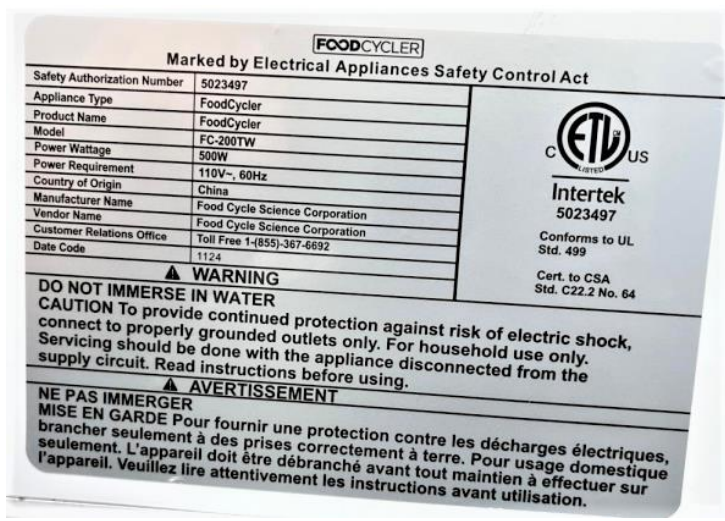 FOODCYCLER
Marked by Electrical Appliances Safety Control Act
Safety Authorization Number 5023497
Appliance Type FoodCycler
Product Name FoodCycler
Model FC-200TW
Power Wattage 500W
Power Requirement 110V~, 60Hz
Country of Origin China
Manufacturer Name Food Cycle Science Corporation
Vendor Name Food Cycle Science Corporation
Customer Relations Office Toll Free 1-(855)-367-6692
Date Code 1124
ETL CM
C US
LISTED
Intertek
5023497
Conforms to UL
Std. 499
Cert. to CSA
Std. C22.2 No. 64
WARNING
DO NOT IMMERSE IN WATER
CAUTION To provide continued protection against risk of electric shock,
connect to properly grounded outlets only. For household use only.
Servicing should be done with the appliance disconnected from the
supply circuit. Read instructions before using.
AVERTISSEMENT
NE PAS IMMERGER
MISE EN GARDE Pour fournir une protection contre les décharges électriques,
brancher seulement à des prises correctement à terre. Pour usage domestique
seulement. L'appareil doit être débranché avant tout maintien à effectuer sur
l'appareil. Veuillez lire attentivement les instructions avant utilisation.